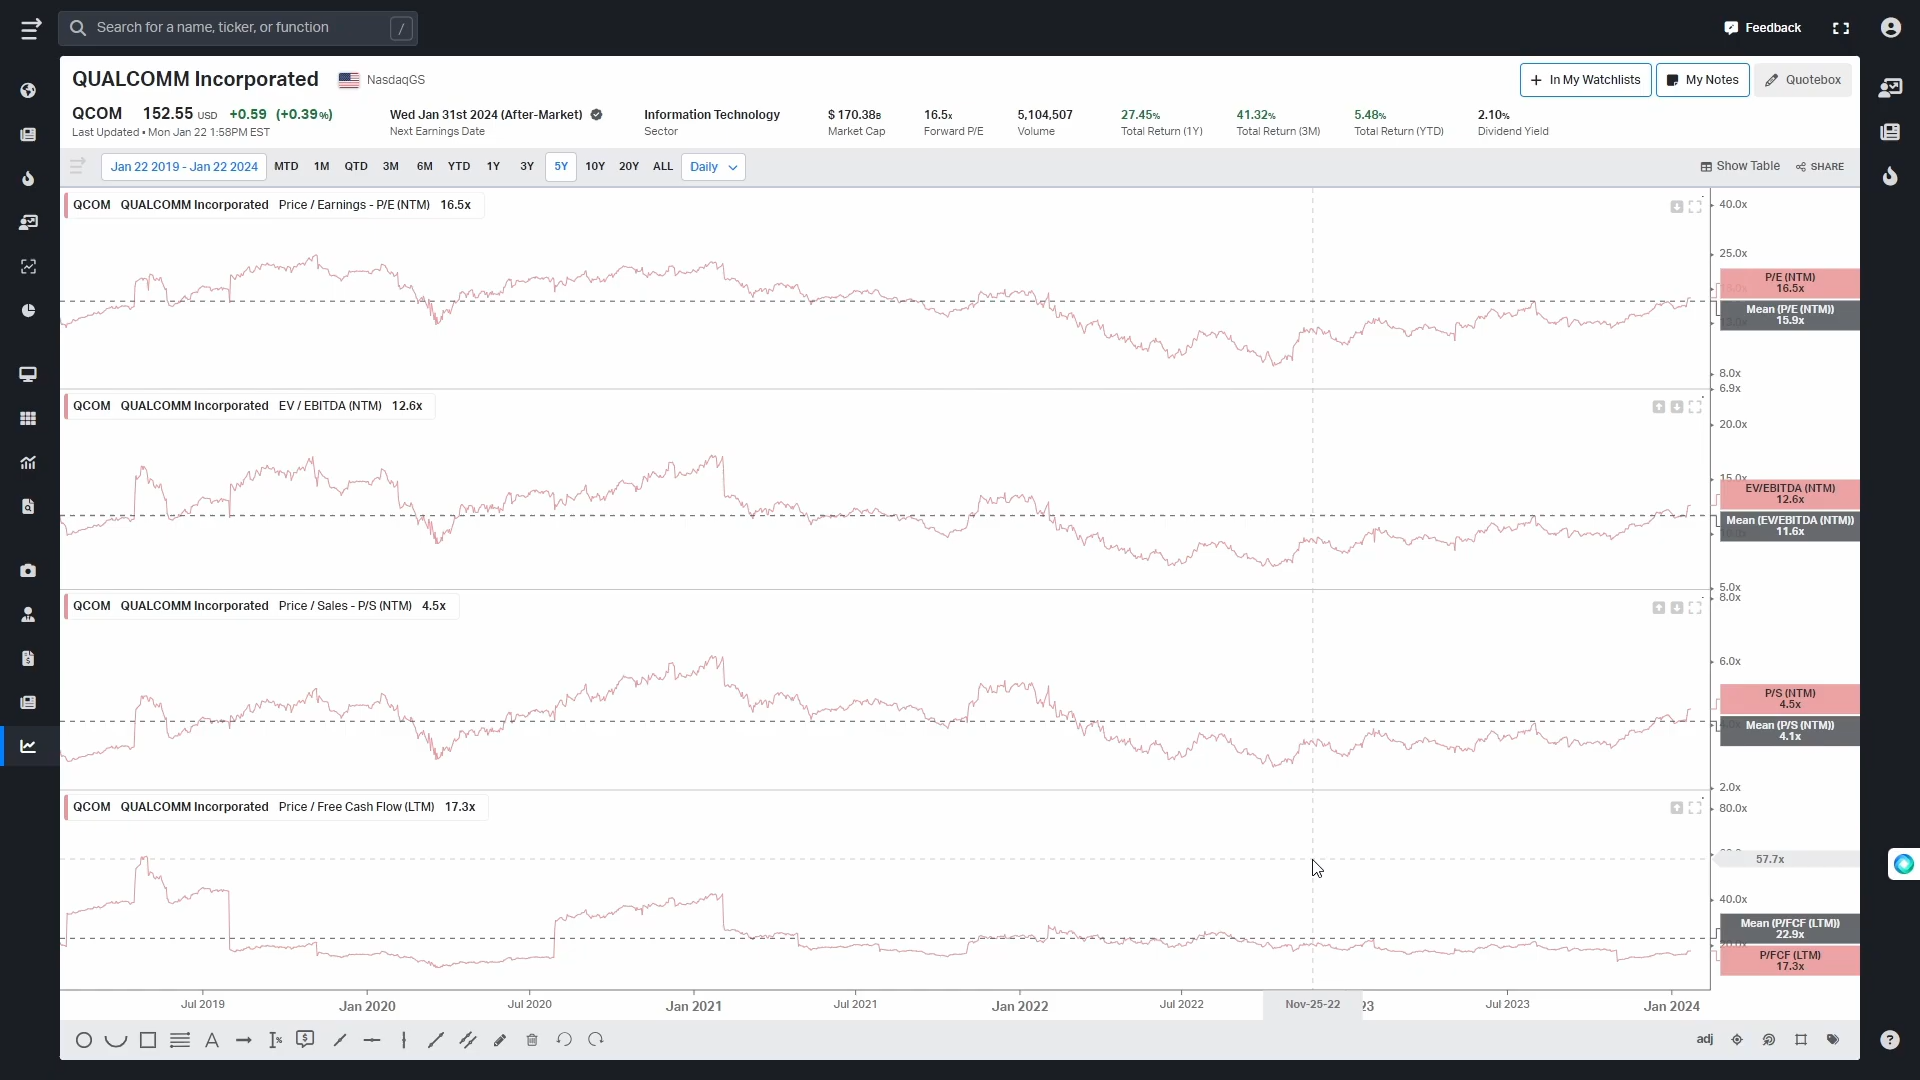 Search for a name, ticker, or function /
Feedback
QUALCOMM Incorporated NasdaqGS
In My Watchlists My Notes Quotebox
QCOM 152.55 USD +0.59 (+0.39%)
Last Updated • Mon Jan 22 1:58PM EST
Wed Jan 31st 2024 (After-Market)
Next Earnings Date
Information Technology
Sector
$ 170.38B
Market Cap
16.5x
Forward P/E
5,104,507
Volume
27.45%
Total Return (1Y)
41.32%
Total Return (3M)
5.48%
Total Return (YTD)
2.10%
Dividend Yield
Jan 22 2019 - Jan 22 2024 MTD 1M QTD 3M 6M YTD 1Y 3Y 5Y 10Y 20Y ALL Daily
Show Table SHARE
QCOM QUALCOMM Incorporated Price / Earnings - P/E (NTM) 16.5x
40.0x
25.0x
P/E (NTM)
16.5x
Mean (P/E (NTM))
15.9x
8.0x
6.9x
QCOM QUALCOMM Incorporated EV / EBITDA (NTM) 12.6x
20.0x
15.0x
EV/EBITDA (NTM)
12.6x
Mean (EV/EBITDA (NTM))
11.6x
5.0x
QCOM QUALCOMM Incorporated Price / Sales - P/S (NTM) 4.5x
8.0x
6.0x
P/S (NTM)
4.5x
Mean (P/S (NTM))
4.1x
2.0x
QCOM QUALCOMM Incorporated Price / Free Cash Flow (LTM) 17.3x
80.0x
57.7x
40.0x
Mean (P/FCF (LTM))
22.9x
P/FCF (LTM)
17.3x
Jul 2019 Jan 2020 Jul 2020 Jan 2021 Jul 2021 Jan 2022 Jul 2022 Nov-25-22 23 Jul 2023 Jan 2024
A % $ adj ?